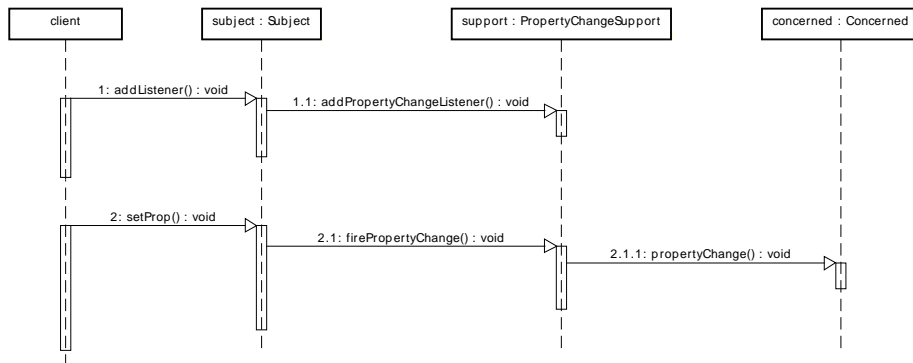 client
subject : Subject
support : PropertyChangeSupport
concerned : Concerned
1: addListener() : void
1.1: addPropertyChangeListener() : void
2: setProp() : void
2.1: firePropertyChange() : void
2.1.1: propertyChange() : void